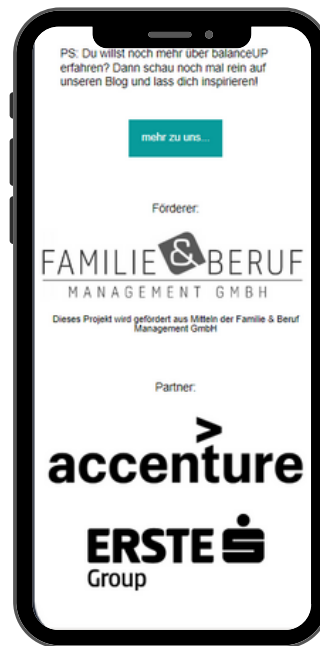 PS: Du willst noch mehr über balanceUP
erfahren? Dann schau noch mal rein auf
unseren Blog und lass dich inspirieren!
mehr zu uns...
Förderer:
FAMILIE & BERUF
MANAGEMENT GMBH
Dieses Projekt wird gefördert aus Mitteln der Familie & Beruf
Management GmbH
Partner:
>
accenture
ERSTE
Group